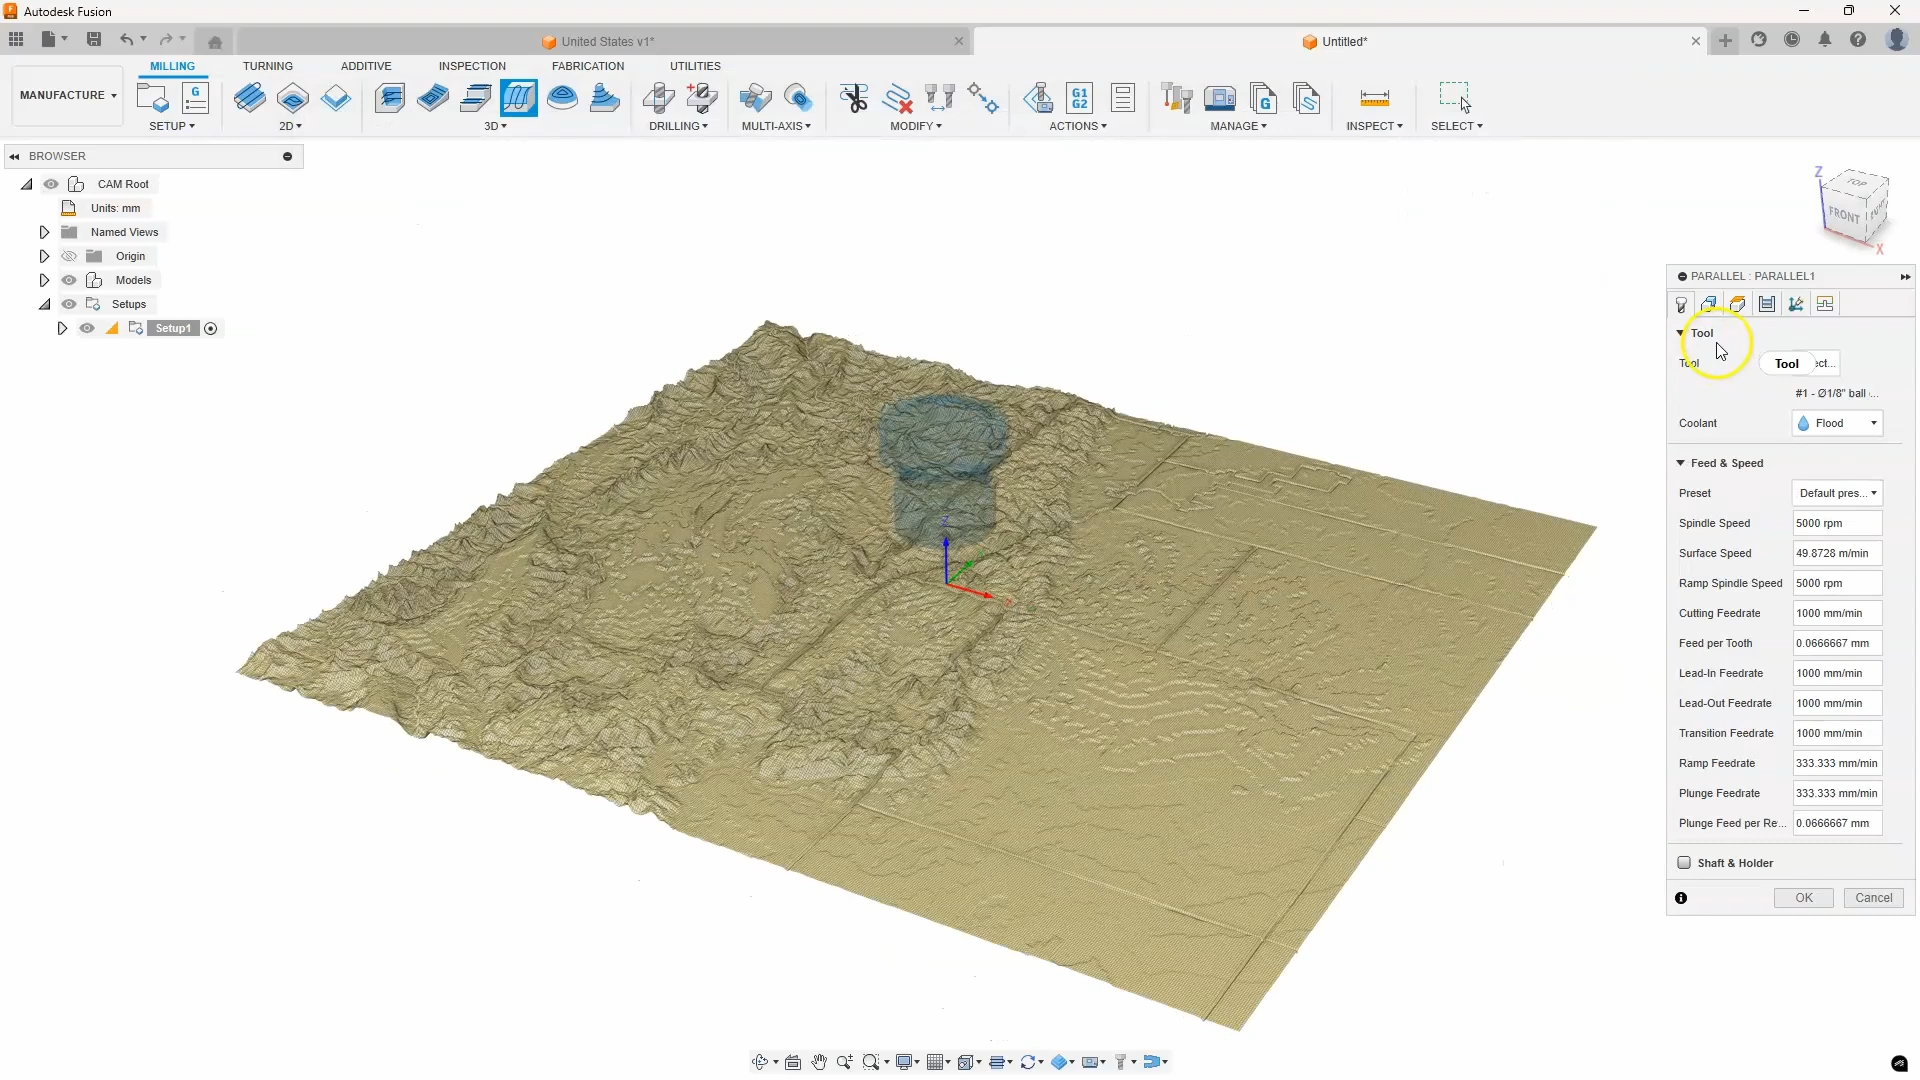 Autodesk Fusion
United States v1*
Untitled*
MANUFACTURE
MILLING
TURNING
ADDITIVE
INSPECTION
FABRICATION
UTILITIES
G
G1
G2
G
SETUP
2D
3D
DRILLING
MULTI-AXIS
MODIFY
ACTIONS
MANAGE
INSPECT
SELECT
BROWSER
CAM Root
Units: mm
Named Views
Origin
Models
Setups
Setup1
Z
TOP
FRONT
X
Z
X
PARALLEL : PARALLEL1
Tool
Tool
Tool
ect...
#1 - Ø1/8" ball ...
Coolant
Flood
Feed & Speed
Preset
Default pres...
Spindle Speed
5000 rpm
Surface Speed
49.8728 m/min
Ramp Spindle Speed
5000 rpm
Cutting Feedrate
1000 mm/min
Feed per Tooth
0.0666667 mm
Lead-In Feedrate
1000 mm/min
Lead-Out Feedrate
1000 mm/min
Transition Feedrate
1000 mm/min
Ramp Feedrate
333.333 mm/min
Plunge Feedrate
333.333 mm/min
Plunge Feed per Re...
0.0666667 mm
Shaft & Holder
OK
Cancel